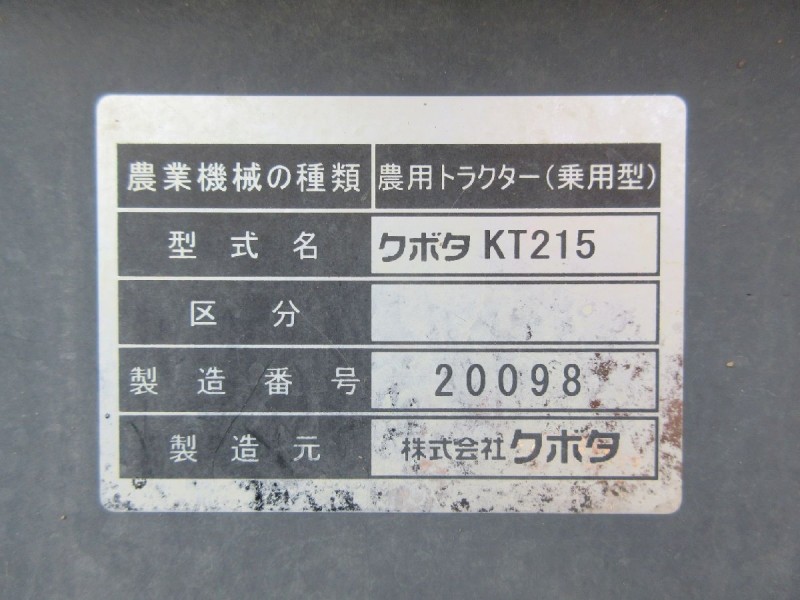 農業機械の種類 農用トラクター(乗用型)
型式名 クボタ KT215
区分
製造番号 20098
製造元 株式会社クボタ